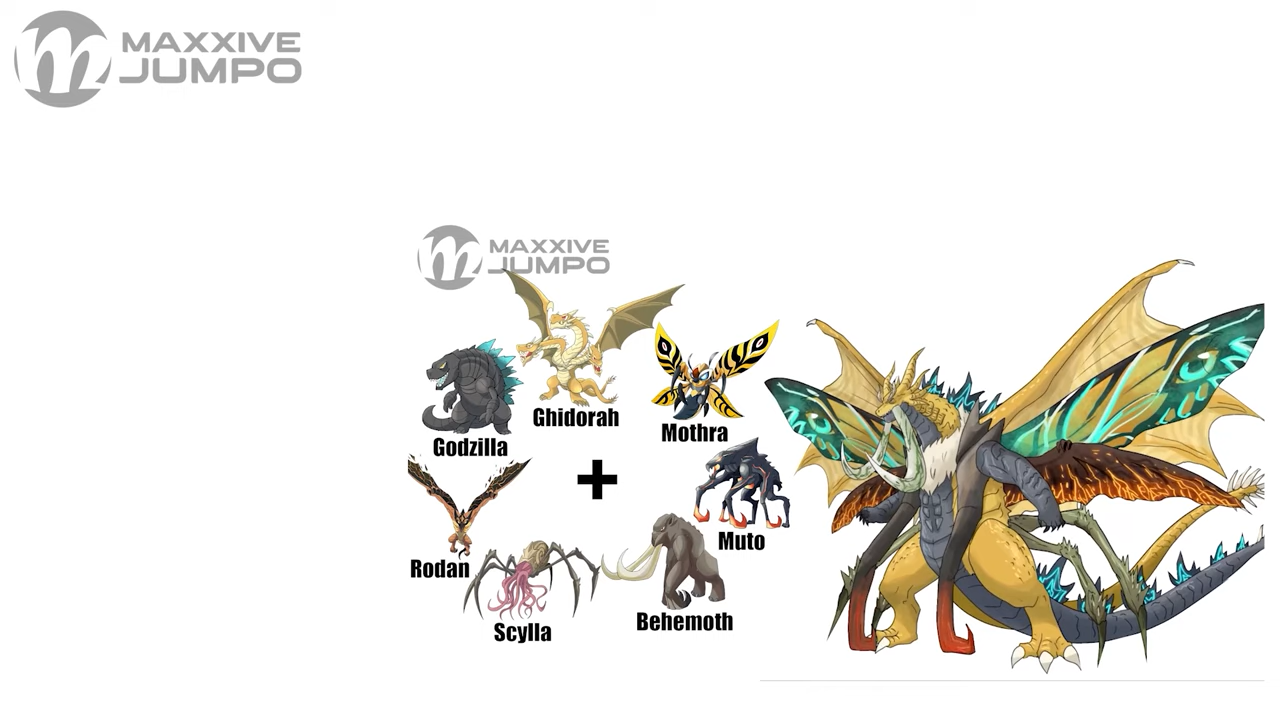 MAXXIVE
JUMPO
MAXXIVE
JUMPO
Ghidorah
Mothra
Godzilla
+
Muto
Rodan
Behemoth
Scylla